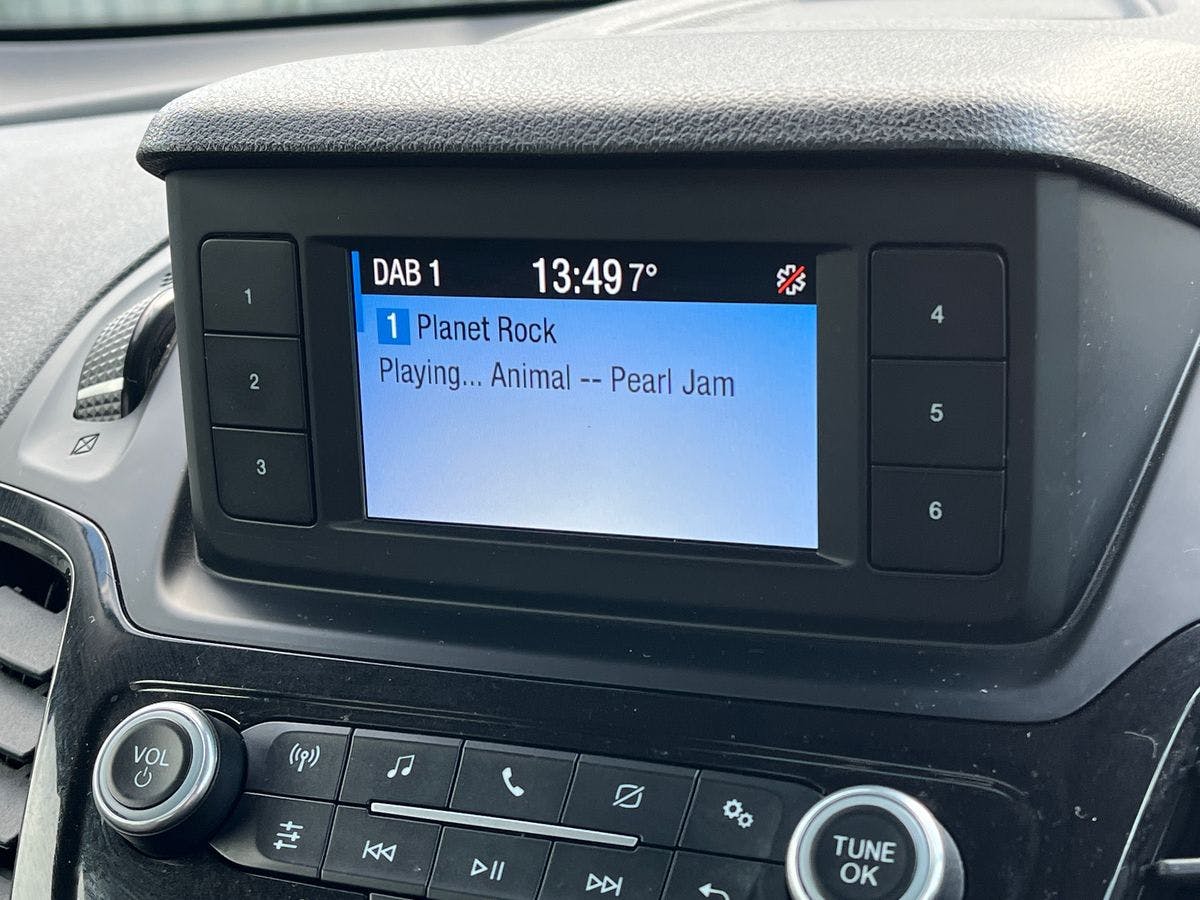 DAB 1 13:49 7°
1 Planet Rock
Playing... Animal -- Pearl Jam
1
2
3
4
5
6
VOL
TUNE
OK